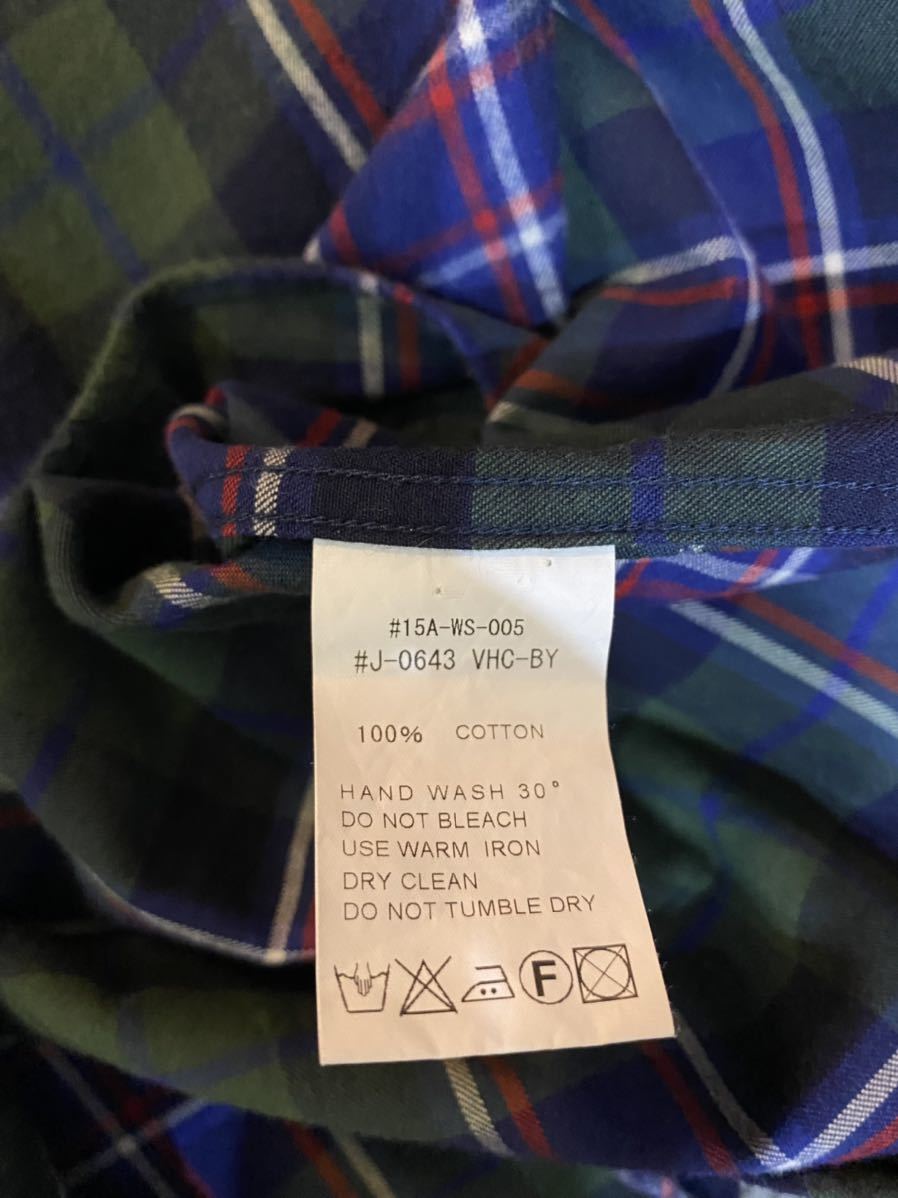 #15A-WS-005
#J-0643 VHC-BY
100% COTTON
HAND WASH 30°
DO NOT BLEACH
USE WARM IRON
DRY CLEAN
DO NOT TUMBLE DRY
F